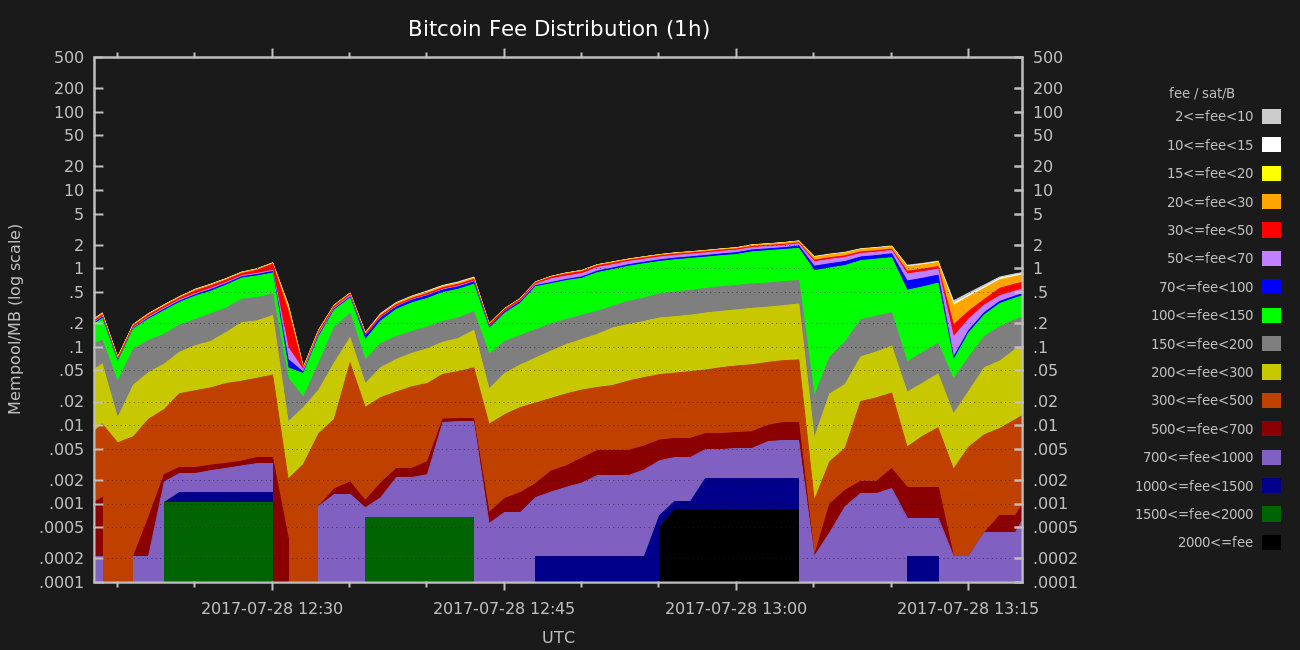 Bitcoin Fee Distribution (1h)
Mempool/MB (log scale)
500
200
100
50
20
10
5
2
1
.5
.2
.1
.05
.02
.01
.005
.002
.001
.0005
.0002
.0001
500
200
100
50
20
10
5
2
1
.5
.2
.1
.05
.02
.01
.005
.002
.001
.0005
.0002
.0001
2017-07-28 12:30
2017-07-28 12:45
2017-07-28 13:00
2017-07-28 13:15
UTC
fee / sat/B
2<=fee<10
10<=fee<15
15<=fee<20
20<=fee<30
30<=fee<50
50<=fee<70
70<=fee<100
100<=fee<150
150<=fee<200
200<=fee<300
300<=fee<500
500<=fee<700
700<=fee<1000
1000<=fee<1500
1500<=fee<2000
2000<=fee